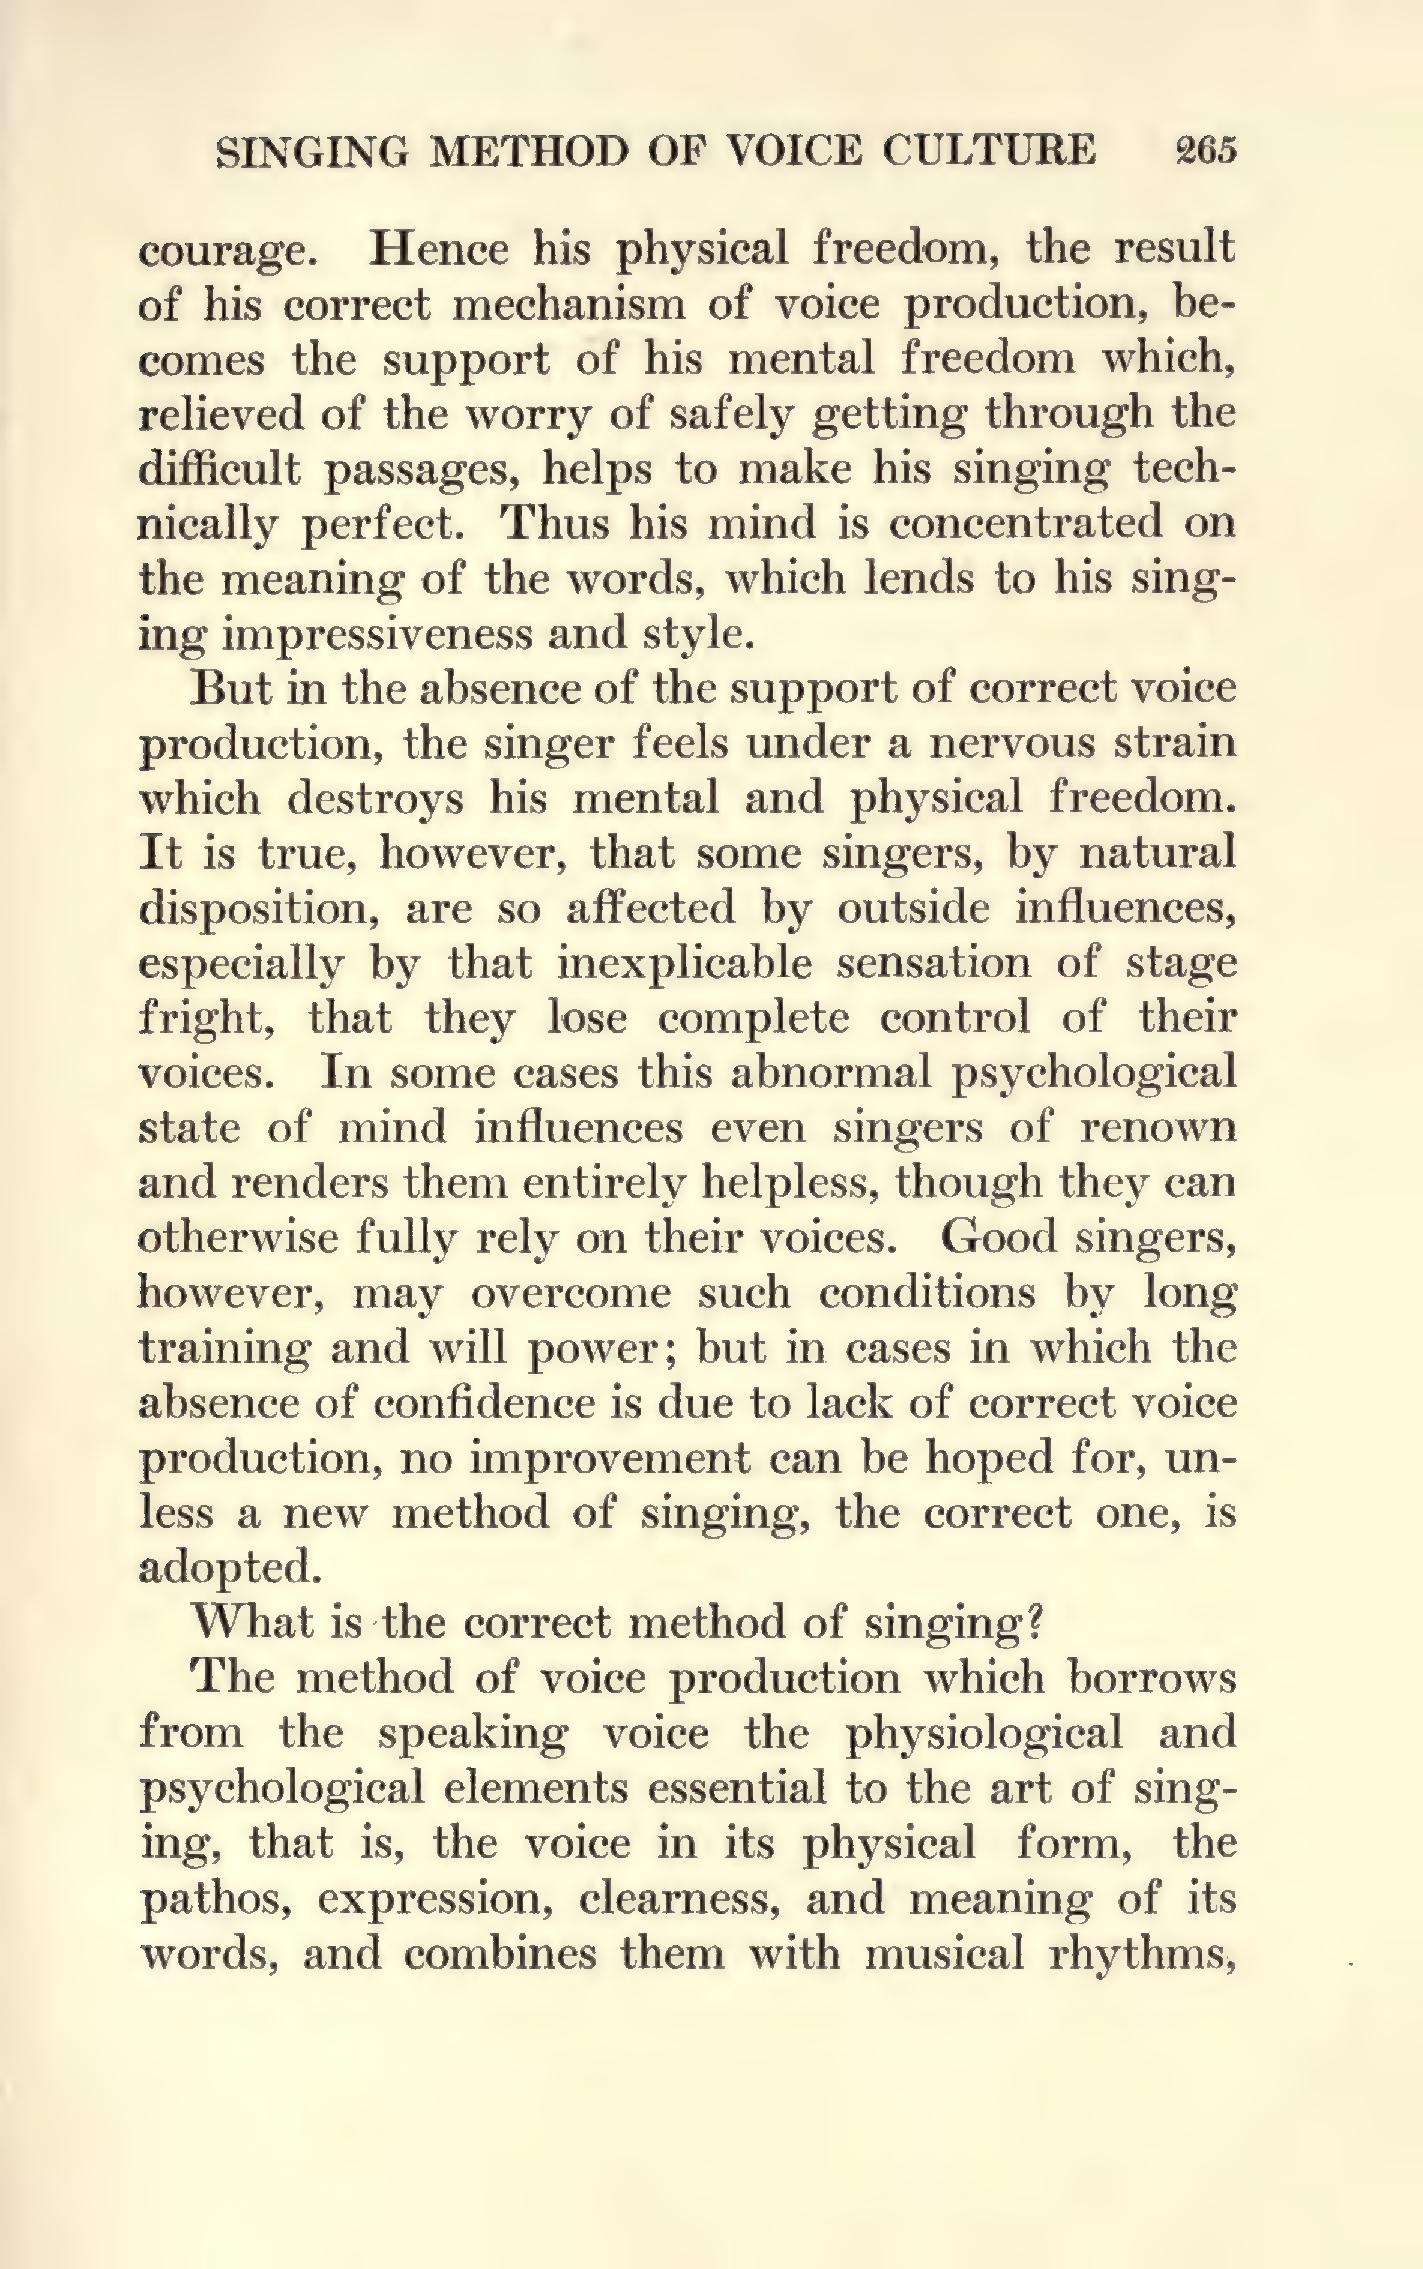 SINGING METHOD OF VOICE CULTURE 265
courage. Hence his physical freedom, the result
of his correct mechanism of voice production, be-
comes the support of his mental freedom which,
relieved of the worry of safely getting through the
difficult passages, helps to make his singing tech-
nically perfect. Thus his mind is concentrated on
the meaning of the words, which lends to his sing-
ing impressiveness and style.
But in the absence of the support of correct voice
production, the singer feels under a nervous strain
which destroys his mental and physical freedom.
It is true, however, that some singers, by natural
disposition, are so affected by outside influences,
especially by that inexplicable sensation of stage
fright, that they lose complete control of their
voices. In some cases this abnormal psychological
state of mind influences even singers of renown
and renders them entirely helpless, though they can
otherwise fully rely on their voices. Good singers,
however, may overcome such conditions by long
training and will power; but in cases in which the
absence of confidence is due to lack of correct voice
production, no improvement can be hoped for, un-
less a new method of singing, the correct one, is
adopted.
What is the correct method of singing?
The method of voice production which borrows
from the speaking voice the physiological and
psychological elements essential to the art of sing-
ing, that is, the voice in its physical form, the
pathos, expression, clearness, and meaning of its
words, and combines them with musical rhythms,